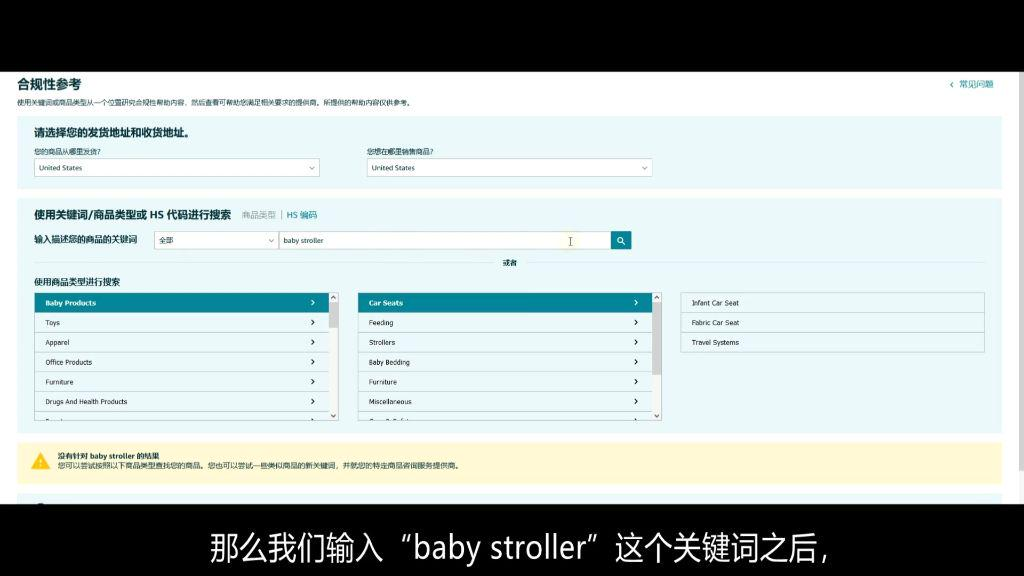 合规性参考
常见问题
使用关键词或商品类型从一个位置研究合规性帮助内容，然后查看可帮助您满足相关要求的提供商。所提供的帮助内容仅供参考。
请选择您的发货地址和收货地址。
您的商品从哪里发货?
您想在哪里销售商品?
United States
United States
使用关键词/商品类型或 HS 代码进行搜索 商品类型 | HS 编码
输入描述您的商品的关键词 全部 baby stroller
或者
使用商品类型进行搜索
Baby Products
Toys
Apparel
Office Products
Furniture
Drugs And Health Products
Car Seats
Feeding
Strollers
Baby Bedding
Furniture
Miscellaneous
Infant Car Seat
Fabric Car Seat
Travel Systems
没有针对 baby stroller 的结果
您可以尝试按照以下商品类型查找您的商品。您也可以尝试一些类似商品的新关键词，并就您的特定商品咨询服务提供商。
那么我们输入“baby stroller”这个关键词之后,